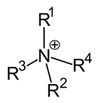 R¹
R³ N⊕ R⁴
R²